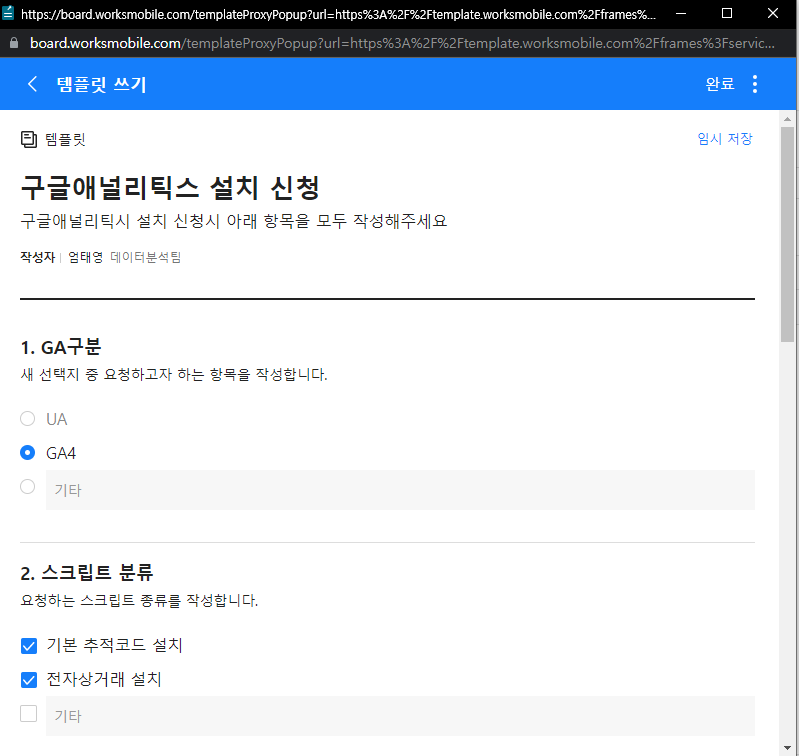 https://board.worksmobile.com/templateProxyPopup?url=https%3A%2F%2Ftemplate.worksmobile.com%2Fframes%...
board.worksmobile.com/templateProxyPopup?url=https%3A%2F%2Ftemplate.worksmobile.com%2Fframes%3Fservic...
템플릿 쓰기
완료
템플릿
임시 저장
구글애널리틱스 설치 신청
구글애널리틱시 설치 신청시 아래 항목을 모두 작성해주세요
작성자 | 엄태영 데이터분석팀
1. GA구분
새 선택지 중 요청하고자 하는 항목을 작성합니다.
UA
GA4
기타
2. 스크립트 분류
요청하는 스크립트 종류를 작성합니다.
기본 추적코드 설치
전자상거래 설치
기타